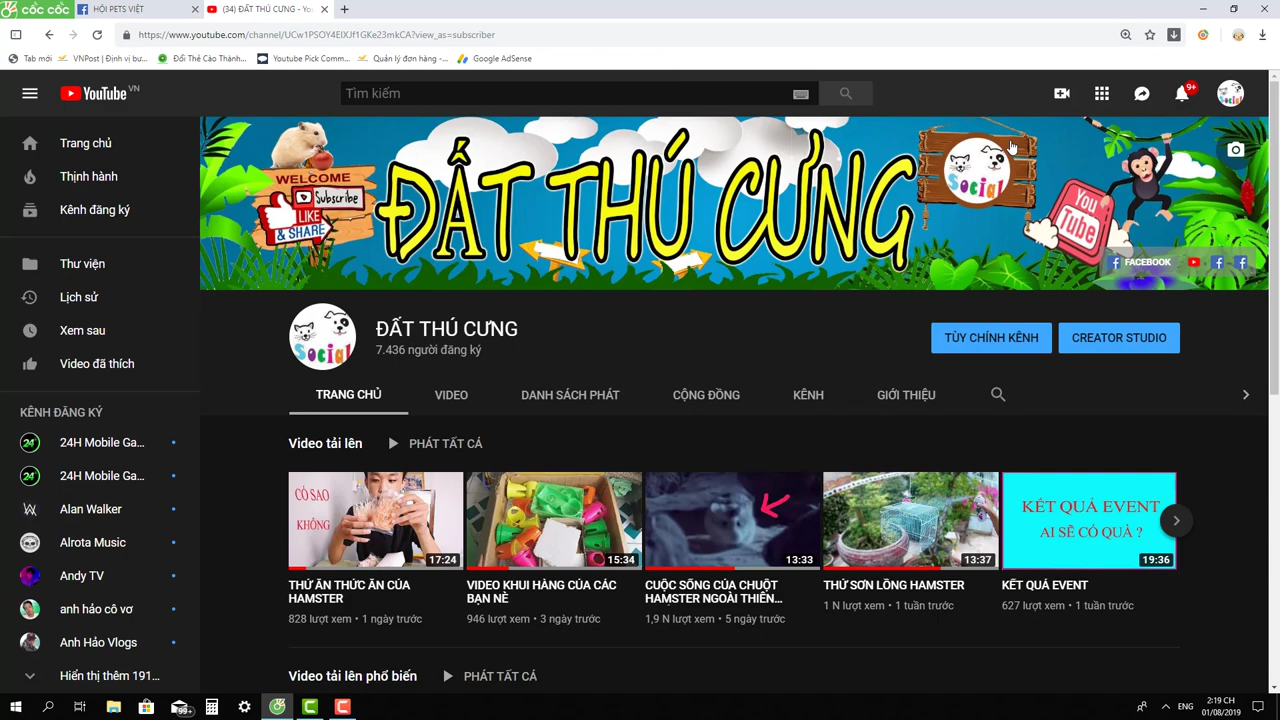 CỐC CỐC
HỘI PETS VIỆT
(34) ĐẤT THÚ CƯNG - Yo
https://www.youtube.com/channel/UCw1PSOY4ElXJf1GKe23mkCA?view_as=subscriber
Tab mới
VNPost | Định vị bư...
Đổi Thẻ Cào Thành...
Youtube Pick Comm...
Quản lý đơn hàng -...
Google AdSense
YouTube VN
Tìm kiếm
9+
Social
Trang chủ
Thịnh hành
Kênh đăng ký
Thư viện
Lịch sử
Xem sau
Video đã thích
KÊNH ĐĂNG KÝ
24H Mobile Ga...
24H Mobile Ga...
Alan Walker
Alrota Music
Andy TV
anh hảo cô vơ
Anh Hảo Vlogs
Hiển thị thêm 191...
WELCOME
Subscribe
LIKE
& SHARE
ĐẤT THÚ CƯNG
Social
You
Tube
FACEBOOK
Social
ĐẤT THÚ CƯNG
7.436 người đăng ký
TÙY CHỈNH KÊNH
CREATOR STUDIO
TRANG CHỦ
VIDEO
DANH SÁCH PHÁT
CỘNG ĐỒNG
KÊNH
GIỚI THIỆU
Video tải lên
PHÁT TẤT CẢ
CÓ SAO
KHÔNG
17:24
THỬ ĂN THỨC ĂN CỦA
HAMSTER
828 lượt xem • 1 ngày trước
15:34
VIDEO KHUI HÀNG CỦA CÁC
BẠN NÈ
946 lượt xem • 3 ngày trước
13:33
CUỘC SỐNG CỦA CHUỘT
HAMSTER NGOÀI THIÊN...
1,9 N lượt xem • 5 ngày trước
13:37
THỬ SƠN LỒNG HAMSTER
1 N lượt xem • 1 tuần trước
KẾT QUẢ EVENT
AI SẼ CÓ QUÀ ?
19:36
KẾT QUẢ EVENT
627 lượt xem • 1 tuần trước
Video tải lên phổ biến
PHÁT TẤT CẢ
99+
ENG
2:19 CH
01/08/2019